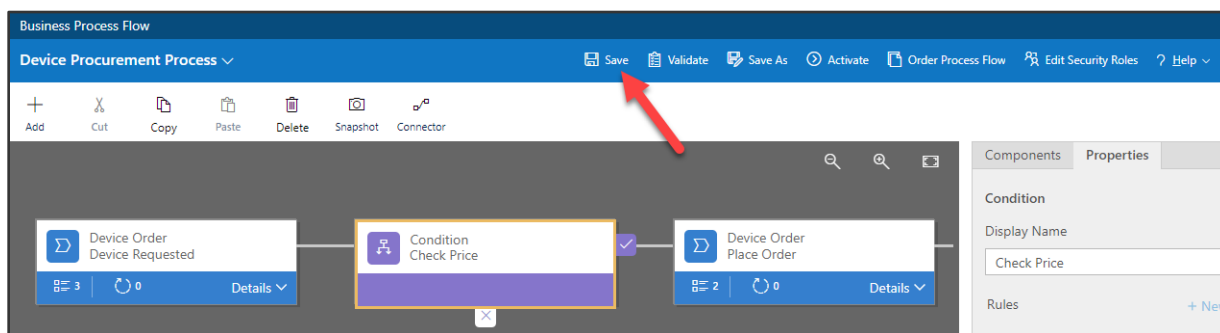 Business Process Flow
Device Procurement Process
Save Validate Save As Activate Order Process Flow Edit Security Roles ? Help
Add Cut Copy Paste Delete Snapshot Connector
Components Properties
Condition
Display Name
Check Price
Rules + New
Device Order
Device Requested
3 0 Details
Condition
Check Price
Device Order
Place Order
2 0 Details